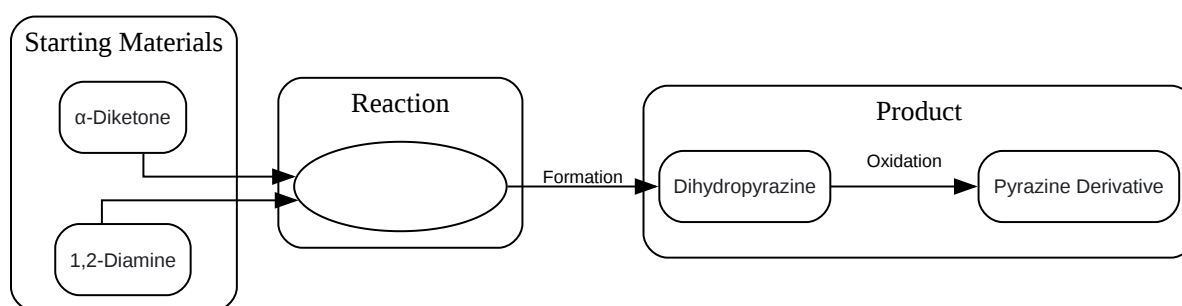 Starting Materials
α-Diketone
1,2-Diamine
Reaction
Formation
Product
Dihydropyrazine
Oxidation
Pyrazine Derivative